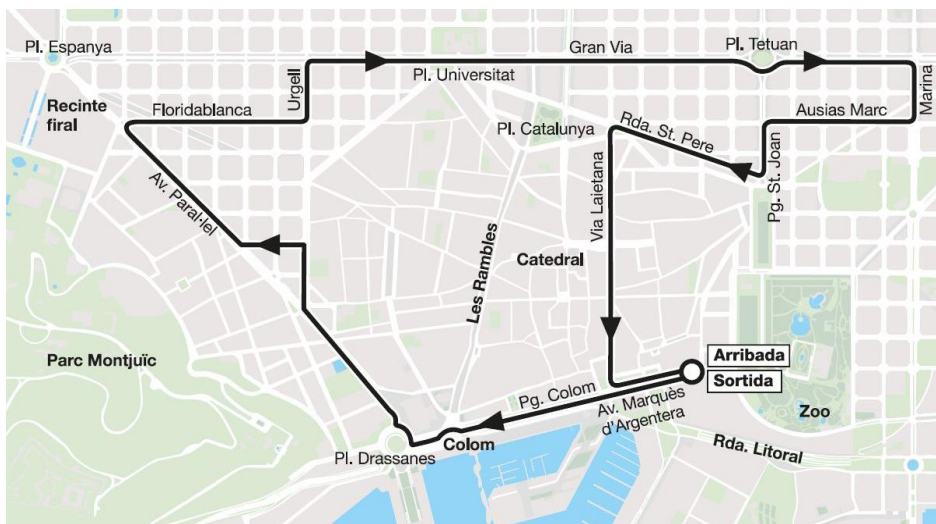 Pl. Espanya
Gran Via
Pl. Tetuan
Pl. Universitat
Urgell
Marina
Recinte
firal
Floridablanca
Ausias Marc
Pl. Catalunya
Rda. St. Pere
Pg. St. Joan
Av. Paral·lel
Via Laietana
Les Rambles
Catedral
Parc Montjuïc
Arribada
Sortida
Pg. Colom
Av. Marquès
d'Argentera
Zoo
Colom
Rda. Litoral
Pl. Drassanes